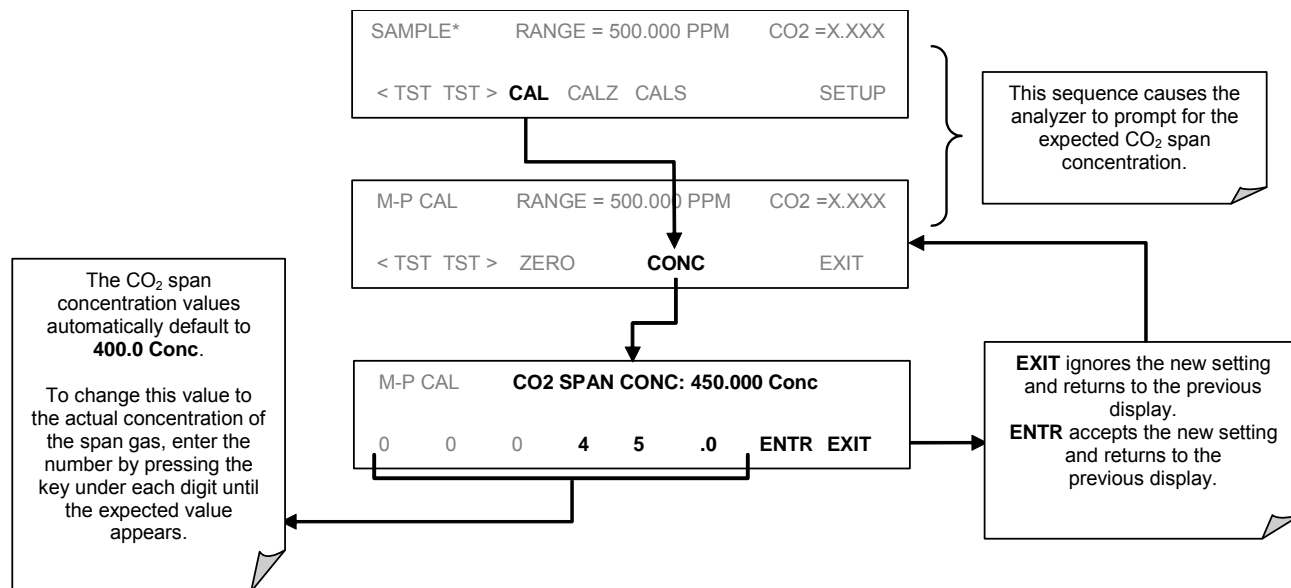 SAMPLE* RANGE = 500.000 PPM CO2 =X.XXX
< TST TST > CAL CALZ CALS SETUP
This sequence causes the
analyzer to prompt for the
expected CO₂ span
concentration.
M-P CAL RANGE = 500.000 PPM CO2 =X.XXX
< TST TST > ZERO CONC EXIT
The CO₂ span
concentration values
automatically default to
400.0 Conc.
To change this value to
the actual concentration of
the span gas, enter the
number by pressing the
key under each digit until
the expected value
appears.
M-P CAL CO2 SPAN CONC: 450.000 Conc
0 0 0 4 5 .0 ENTR EXIT
EXIT ignores the new setting
and returns to the previous
display.
ENTR accepts the new setting
and returns to the
previous display.